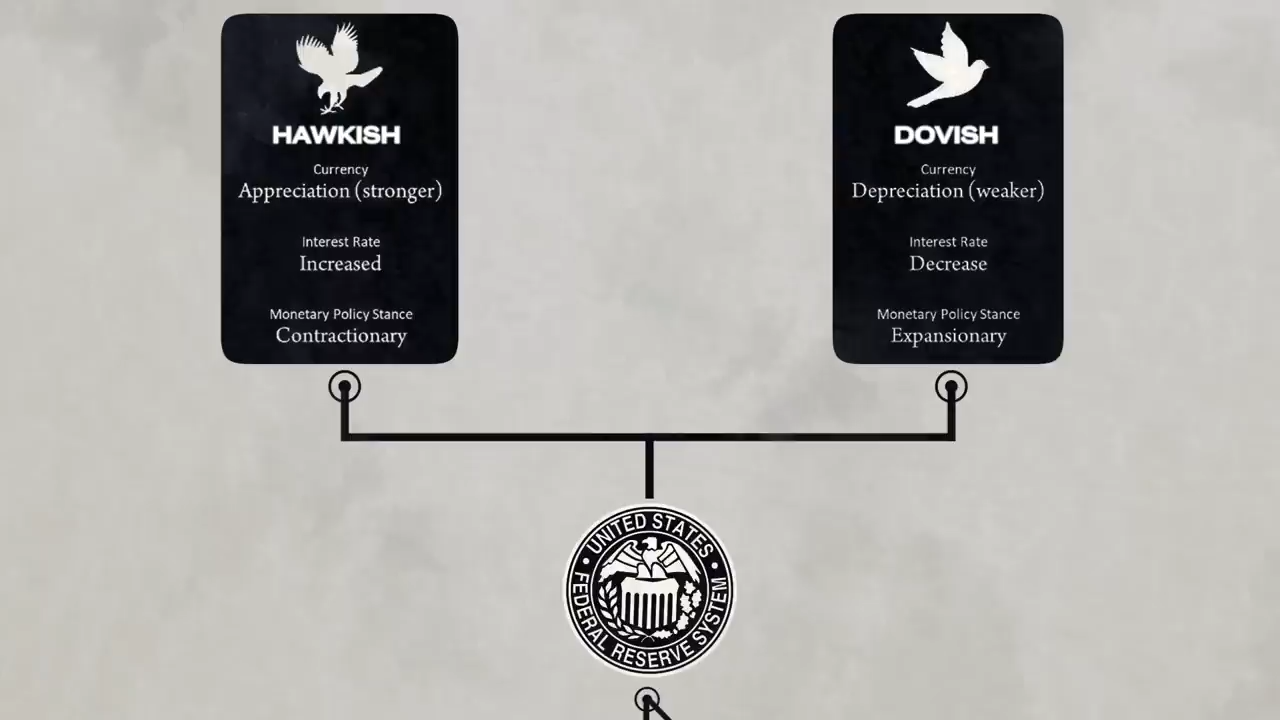 HAWKISH
Currency
Appreciation (stronger)
Interest Rate
Increased
Monetary Policy Stance
Contractionary
DOVISH
Currency
Depreciation (weaker)
Interest Rate
Decrease
Monetary Policy Stance
Expansionary
UNITED STATES
FEDERAL RESERVE SYSTEM